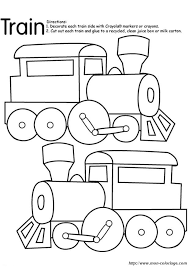 Train
Directions:
1. Decorate each train side with Crayola® markers or crayons.
2. Cut out each train and glue to a recycled, clean juice box or milk carton.